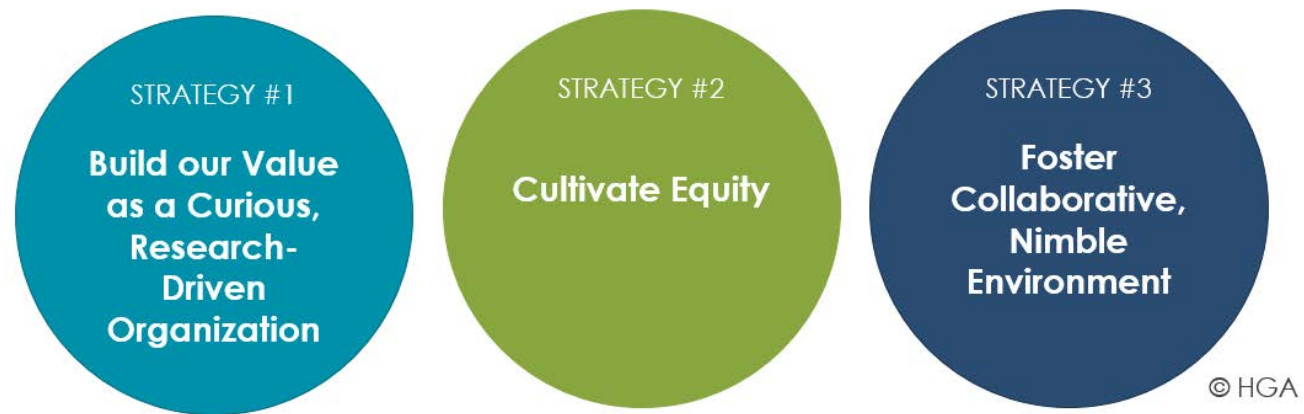 STRATEGY #1
Build our Value
as a Curious,
Research-
Driven
Organization
STRATEGY #2
Cultivate Equity
STRATEGY #3
Foster
Collaborative,
Nimble
Environment
© HGA